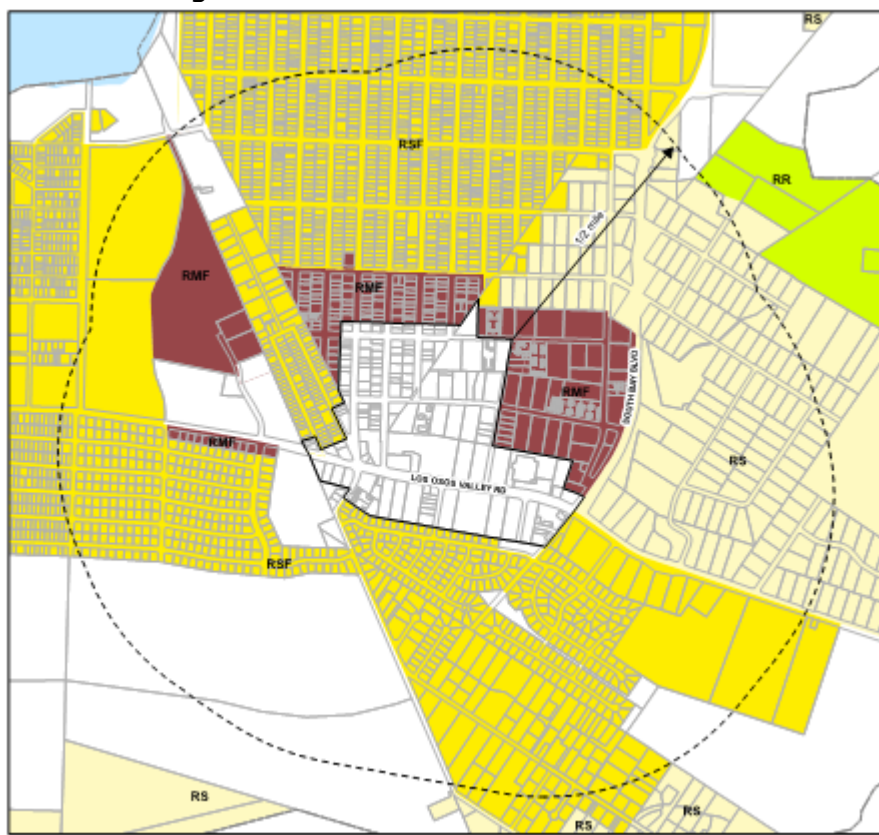 RS
RSF
RR
1/2 mile
RMF
RMF
SOUTH BAY BLVD
RMF
RMF
RS
LOS OSOS VALLEY RD
RSF
RS
RS
RS